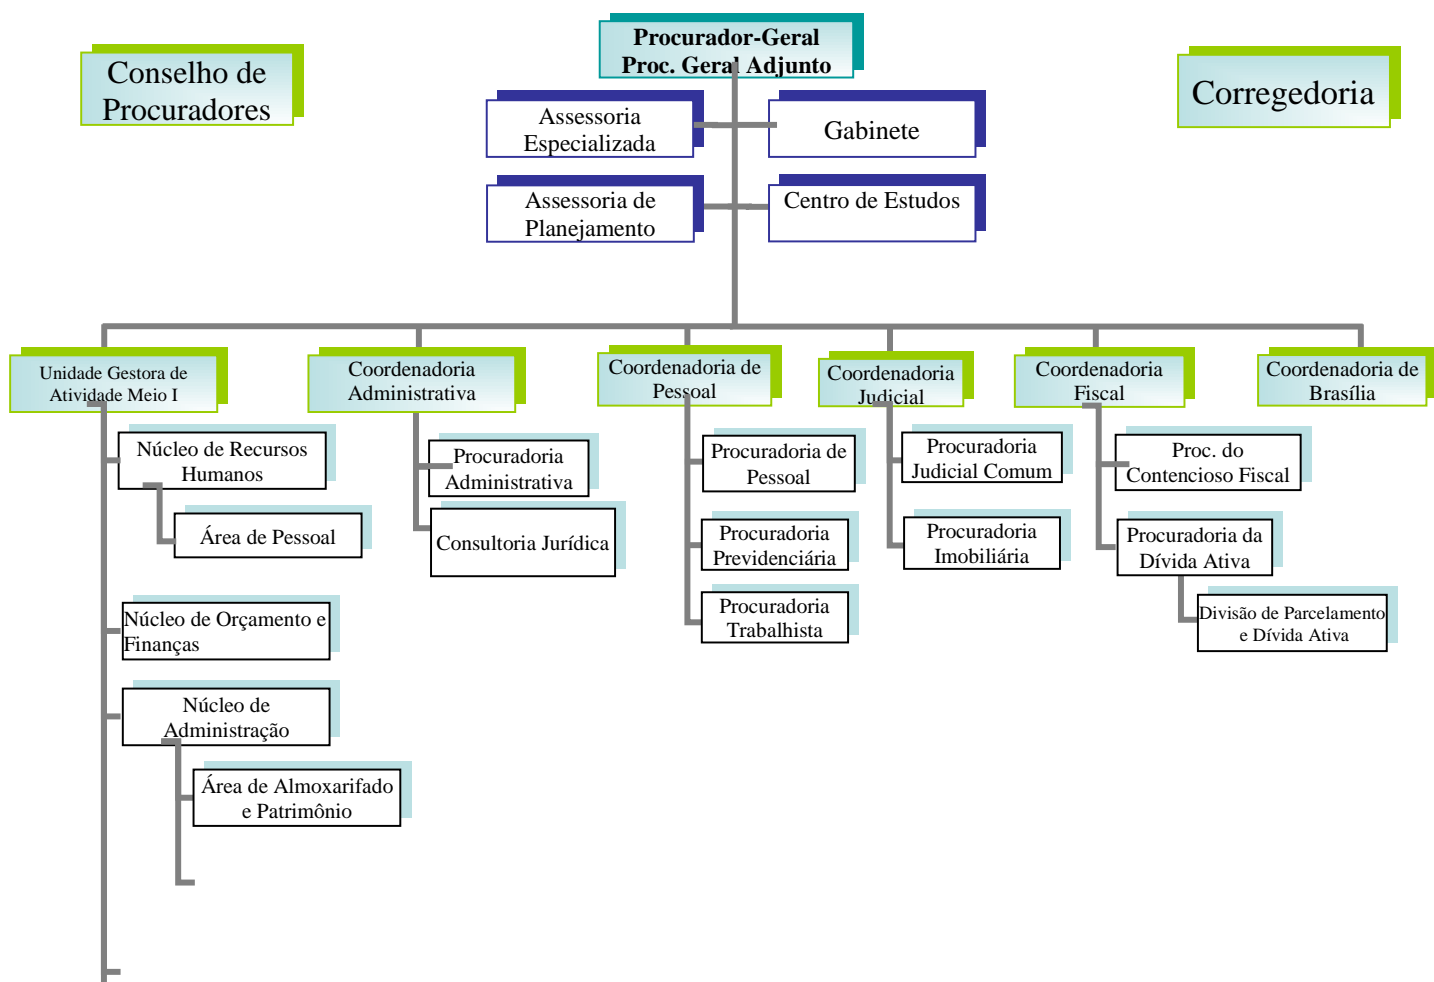 Procurador-Geral
Proc. Geral Adjunto
Conselho de
Procuradores
Corregedoria
Assessoria
Especializada
Gabinete
Assessoria de
Planejamento
Centro de Estudos
Unidade Gestora de
Atividade Meio I
Coordenadoria
Administrativa
Coordenadoria de
Pessoal
Coordenadoria
Judicial
Coordenadoria
Fiscal
Coordenadoria de
Brasília
Núcleo de Recursos
Humanos
Área de Pessoal
Núcleo de Orçamento e
Finanças
Núcleo de
Administração
Área de Almoxarifado
e Patrimônio
Procuradoria
Administrativa
Consultoria Jurídica
Procuradoria de
Pessoal
Procuradoria
Previdenciária
Procuradoria
Trabalhista
Procuradoria
Judicial Comum
Procuradoria
Imobiliária
Proc. do
Contencioso Fiscal
Procuradoria da
Dívida Ativa
Divisão de Parcelamento
e Dívida Ativa